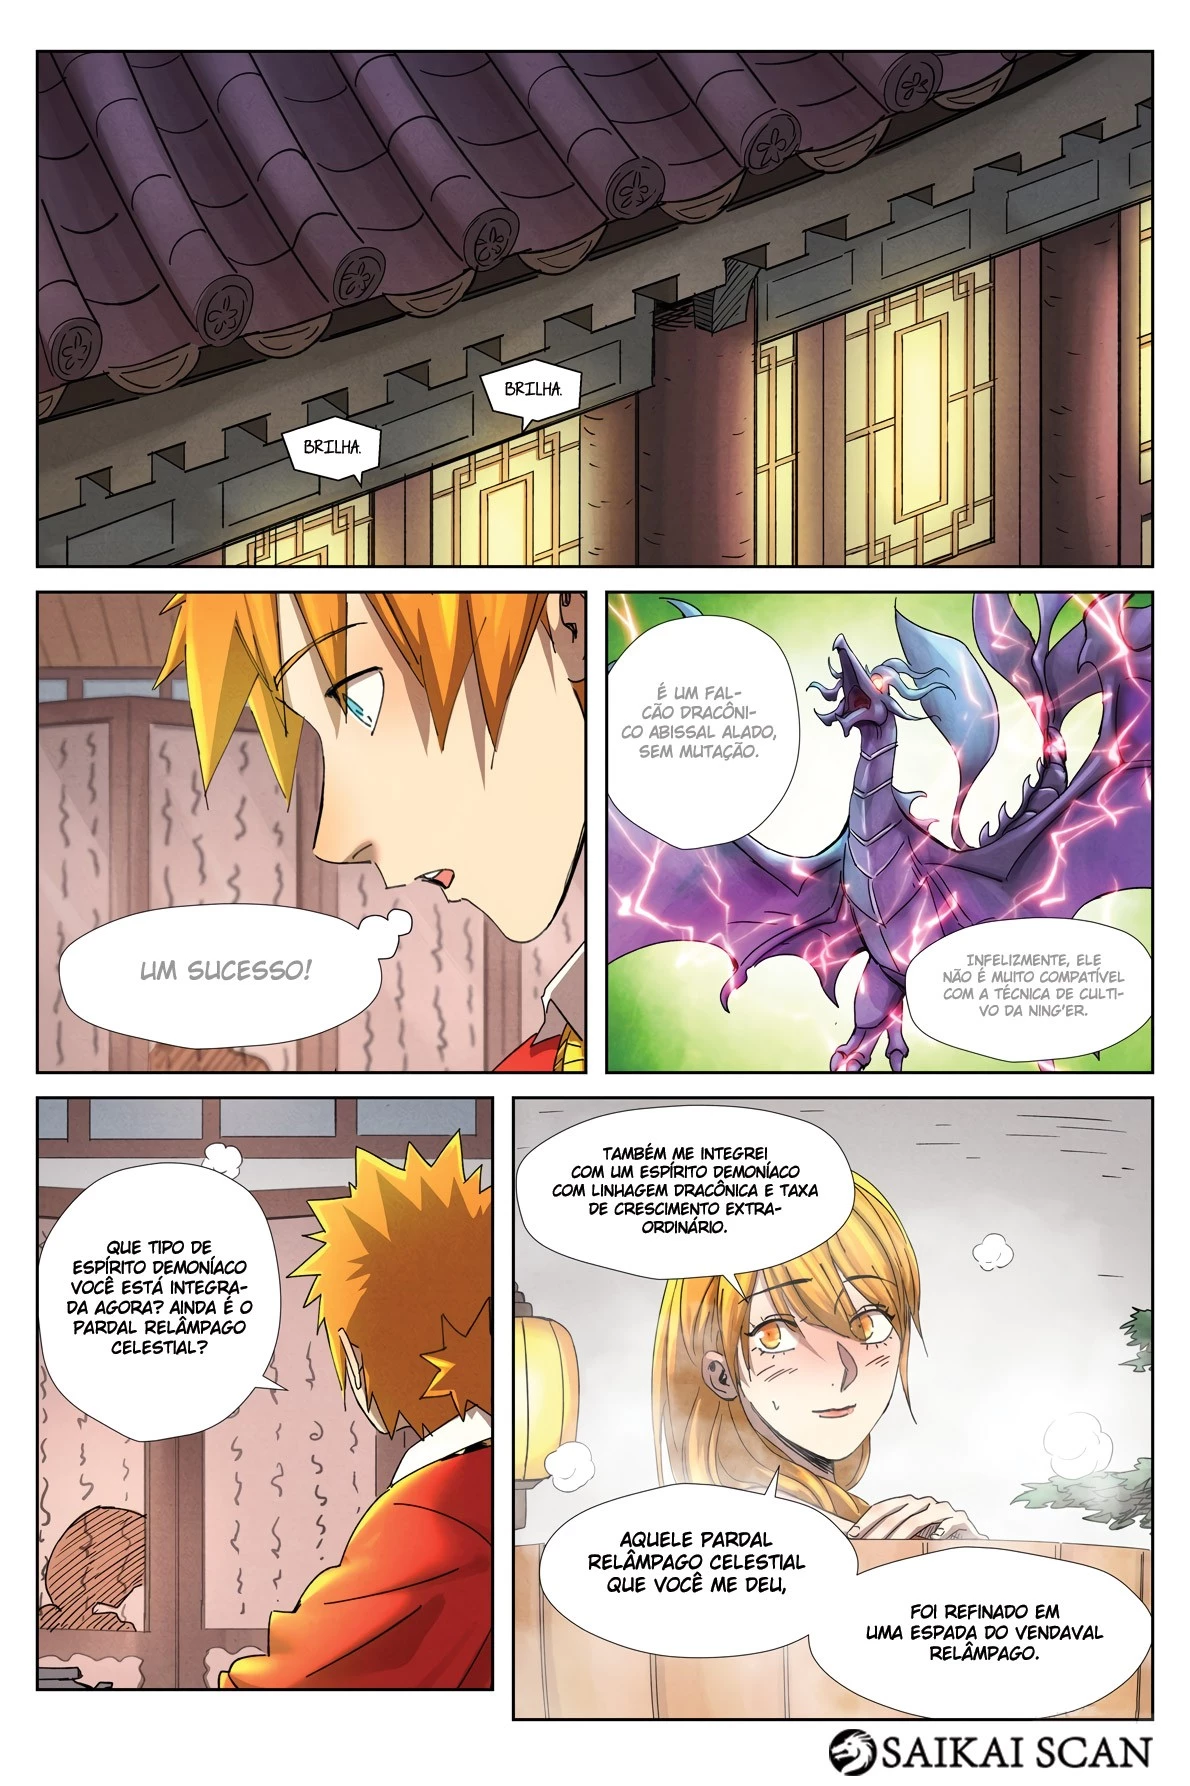 BRILHA.
BRILHA.
UM SUCESSO!
É UM FAL-
CÃO DRACÔNI-
CO ABISSAL ALADO,
SEM MUTAÇÃO.
INFELIZMENTE, ELE
NÃO É MUITO COMPATÍVEL
COM A TÉCNICA DE CULTI-
VO DA NING'ER.
QUE TIPO DE
ESPÍRITO DEMONÍACO
VOCÊ ESTÁ INTEGRA-
DA AGORA? AINDA É O
PARDAL RELÂMPAGO
CELESTIAL?
TAMBÉM ME INTEGREI
COM UM ESPÍRITO DEMONÍACO
COM LINHAGEM DRACÔNICA E TAXA
DE CRESCIMENTO EXTRA-
ORDINÁRIO.
AQUELE PARDAL
RELÂMPAGO CELESTIAL
QUE VOCÊ ME DEU,
FOI REFINADO EM
UMA ESPADA DO VENDAVAL
RELÂMPAGO.
SAIKAI SCAN